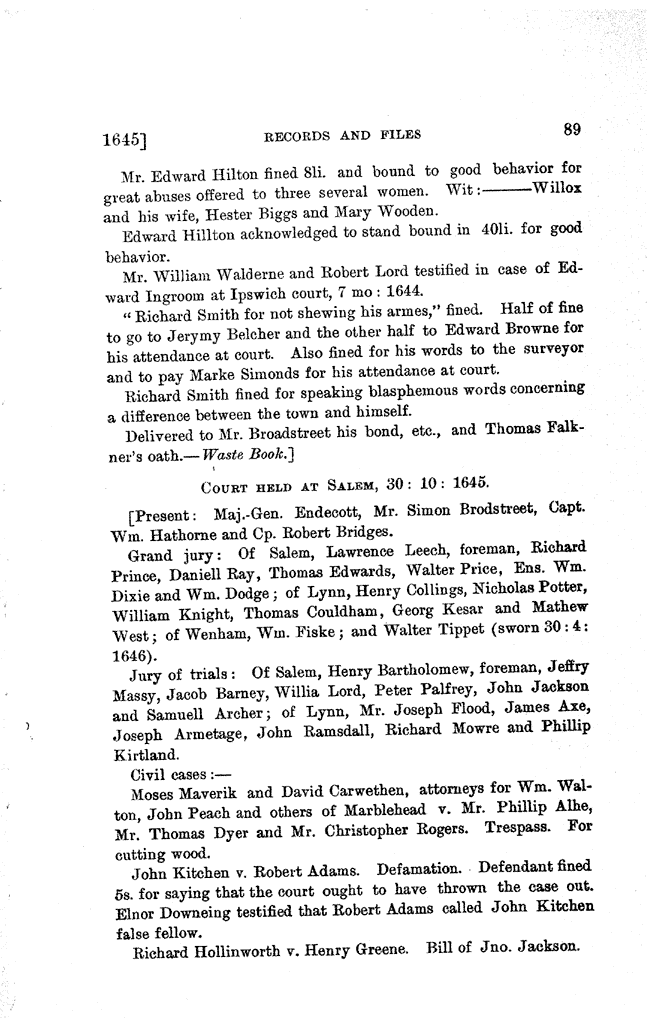 1645] RECORDS AND FILES 89
Mr. Edward Hilton fined 8li. and bound to good behavior for
great abuses offered to three several women. Wit:———Willox
and his wife, Hester Biggs and Mary Wooden.
Edward Hillton acknowledged to stand bound in 40li. for good
behavior.
Mr. William Walderne and Robert Lord testified in case of Ed-
ward Ingroom at Ipswich court, 7 mo: 1644.
"Richard Smith for not shewing his armes," fined. Half of fine
to go to Jerymy Belcher and the other half to Edward Browne for
his attendance at court. Also fined for his words to the surveyor
and to pay Marke Simonds for his attendance at court.
Richard Smith fined for speaking blasphemous words concerning
a difference between the town and himself.
Delivered to Mr. Broadstreet his bond, etc., and Thomas Falk-
ner's oath.—Waste Book.]
COURT HELD AT SALEM, 30: 10: 1645.
[Present: Maj.-Gen. Endecott, Mr. Simon Brodstreet, Capt.
Wm. Hathorne and Cp. Robert Bridges.
Grand jury: Of Salem, Lawrence Leech, foreman, Richard
Prince, Daniell Ray, Thomas Edwards, Walter Price, Ens. Wm.
Dixie and Wm. Dodge; of Lynn, Henry Collings, Nicholas Potter,
William Knight, Thomas Couldham, Georg Kesar and Mathew
West; of Wenham, Wm. Fiske; and Walter Tippet (sworn 30:4:
1646).
Jury of trials: Of Salem, Henry Bartholomew, foreman, Jeffry
Massy, Jacob Barney, Willia Lord, Peter Palfrey, John Jackson
and Samuell Archer; of Lynn, Mr. Joseph Flood, James Axe,
Joseph Armetage, John Ramsdall, Richard Mowre and Phillip
Kirtland.
Civil cases:—
Moses Maverik and David Carwethen, attorneys for Wm. Wal-
ton, John Peach and others of Marblehead v. Mr. Phillip Alhe,
Mr. Thomas Dyer and Mr. Christopher Rogers. Trespass. For
cutting wood.
John Kitchen v. Robert Adams. Defamation. Defendant fined
5s. for saying that the court ought to have thrown the case out.
Elnor Downeing testified that Robert Adams called John Kitchen
false fellow.
Richard Hollinworth v. Henry Greene. Bill of Jno. Jackson.